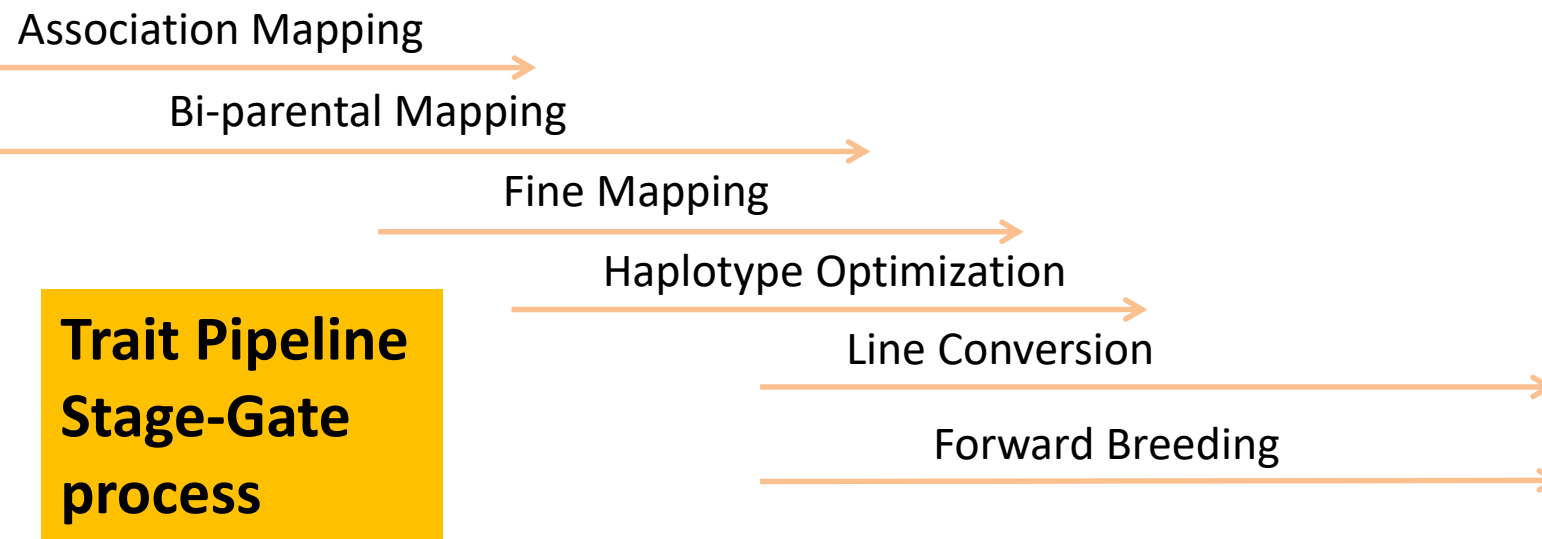 Association Mapping
Bi-parental Mapping
Fine Mapping
Haplotype Optimization
Line Conversion
Forward Breeding
Trait Pipeline
Stage-Gate
process